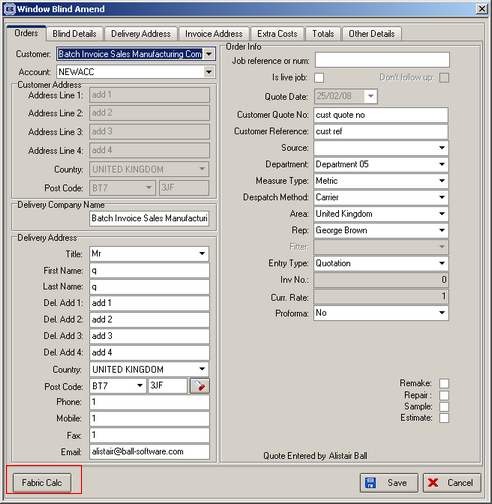 Window Blind Amend
Orders Blind Details Delivery Address Invoice Address Extra Costs Totals Other Details
Customer: Batch Invoice Sales Manufacturing Com
Account: NEWACC
Customer Address
Address Line 1: add 1
Address Line 2: add 2
Address Line 3: add 3
Address Line 4: add 4
Country: UNITED KINGDOM
Post Code: BT7 3JF
Delivery Company Name
Batch Invoice Sales Manufacturi
Delivery Address
Title: Mr
First Name: q
Last Name: q
Del. Add 1: add 1
Del. Add 2: add 2
Del. Add 3: add 3
Del. Add 4: add 4
Country: UNITED KINGDOM
Post Code: BT7 3JF
Phone: 1
Mobile: 1
Fax: 1
Email: alistair@ball-software.com
Order Info
Job reference or num:
Is live job: Don't follow up:
Quote Date: 25/02/08
Customer Quote No: cust quote no
Customer Reference: cust ref
Source:
Department: Department 05
Measure Type: Metric
Despatch Method: Carrier
Area: United Kingdom
Rep: George Brown
Fitter:
Entry Type: Quotation
Inv No.: 0
Curr. Rate: 1
Proforma: No
Remake:
Repair :
Sample:
Estimate:
Quote Entered by Alistair Ball
Fabric Calc Save Cancel